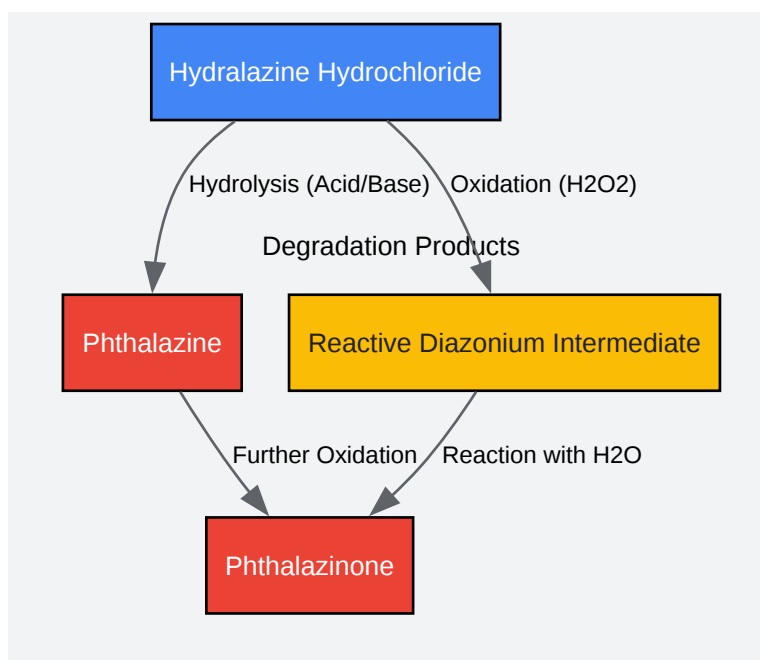 Hydralazine Hydrochloride
Hydrolysis (Acid/Base)
Oxidation (H2O2)
Degradation Products
Phthalazine
Reactive Diazonium Intermediate
Further Oxidation
Reaction with H2O
Phthalazinone